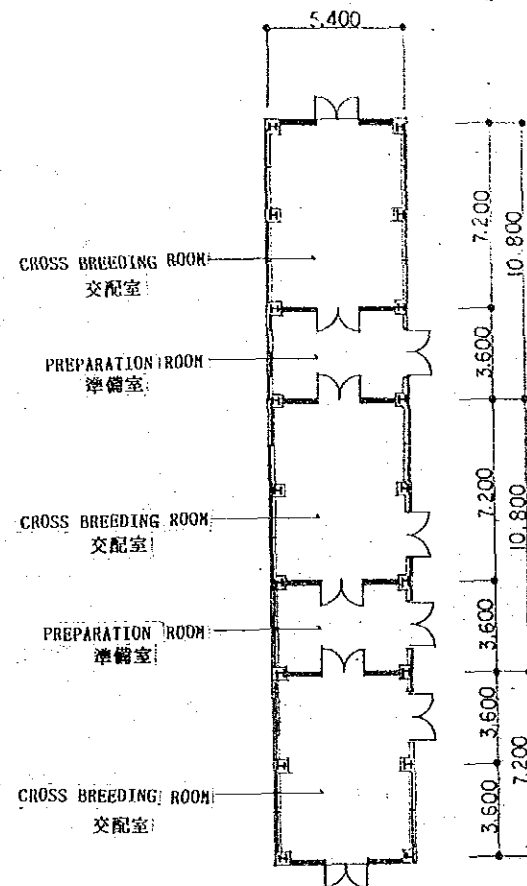 5,400
CROSS BREEDING ROOM
交配室
PREPARATION ROOM
準備室
CROSS BREEDING ROOM
交配室
PREPARATION ROOM
準備室
CROSS BREEDING ROOM
交配室
7.200
10.800
3.600
7.200
10.800
3.600
3.600
7.200
3.600